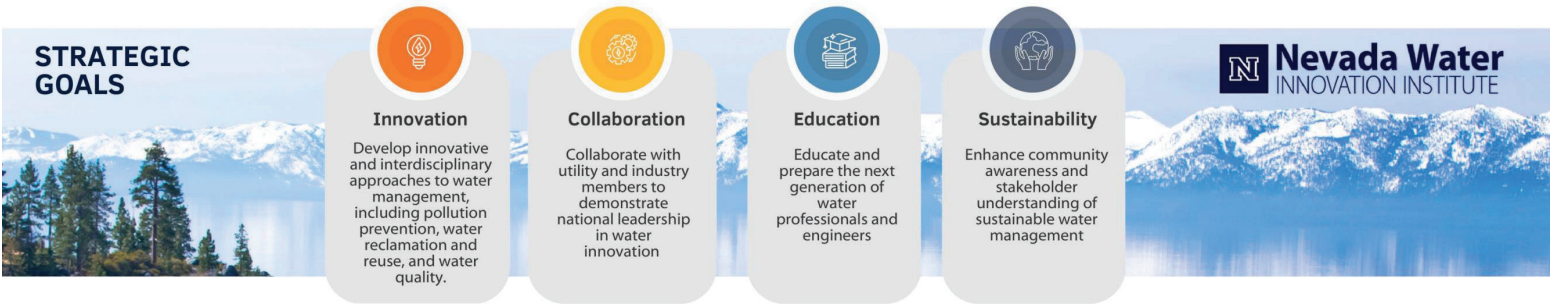 STRATEGIC
GOALS
Innovation
Develop innovative
and interdisciplinary
approaches to water
management,
including pollution
prevention, water
reclamation and
reuse, and water
quality.
Collaboration
Collaborate with
utility and industry
members to
demonstrate
national leadership
in water
innovation
Education
Educate and
prepare the next
generation of
water
professionals and
engineers
Sustainability
Enhance community
awareness and
stakeholder
understanding of
sustainable water
management
N
Nevada Water
INNOVATION INSTITUTE